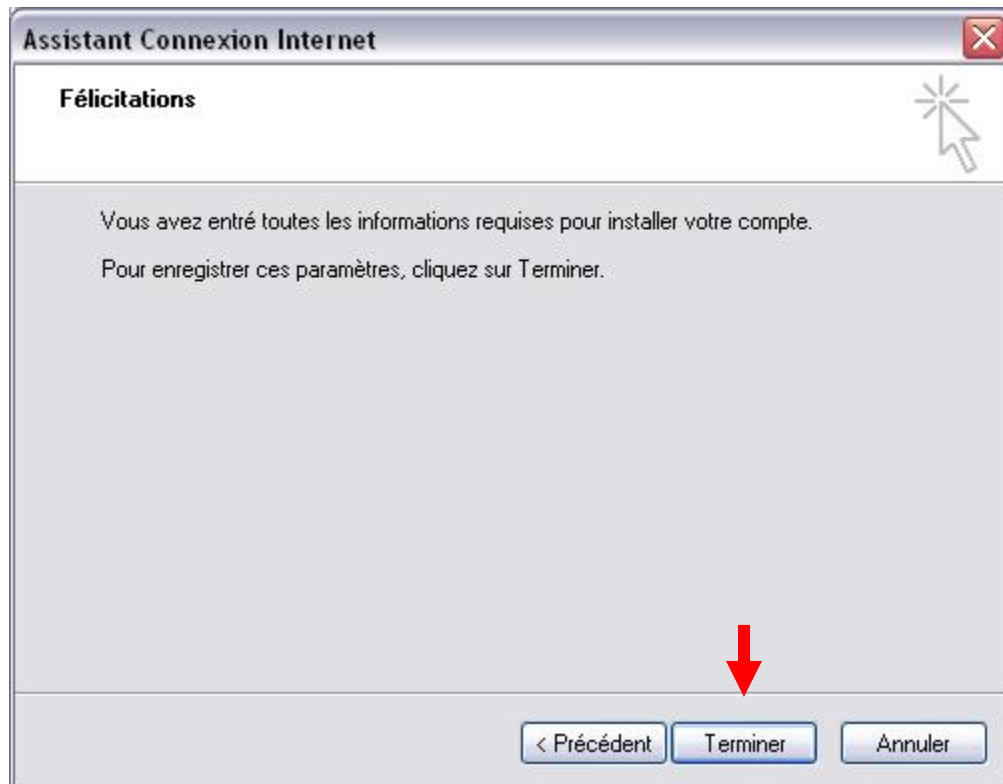 Assistant Connexion Internet
Félicitations
Vous avez entré toutes les informations requises pour installer votre compte.
Pour enregistrer ces paramètres, cliquez sur Terminer.
< Précédent Terminer Annuler